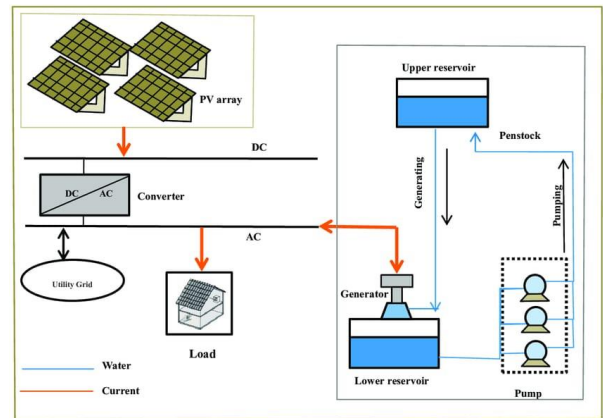 PV array
DC
DC
AC
Converter
AC
Utility Grid
Load
Water
Current
Upper reservoir
Penstock
Generating
Pumping
Generator
Lower reservoir
Pump